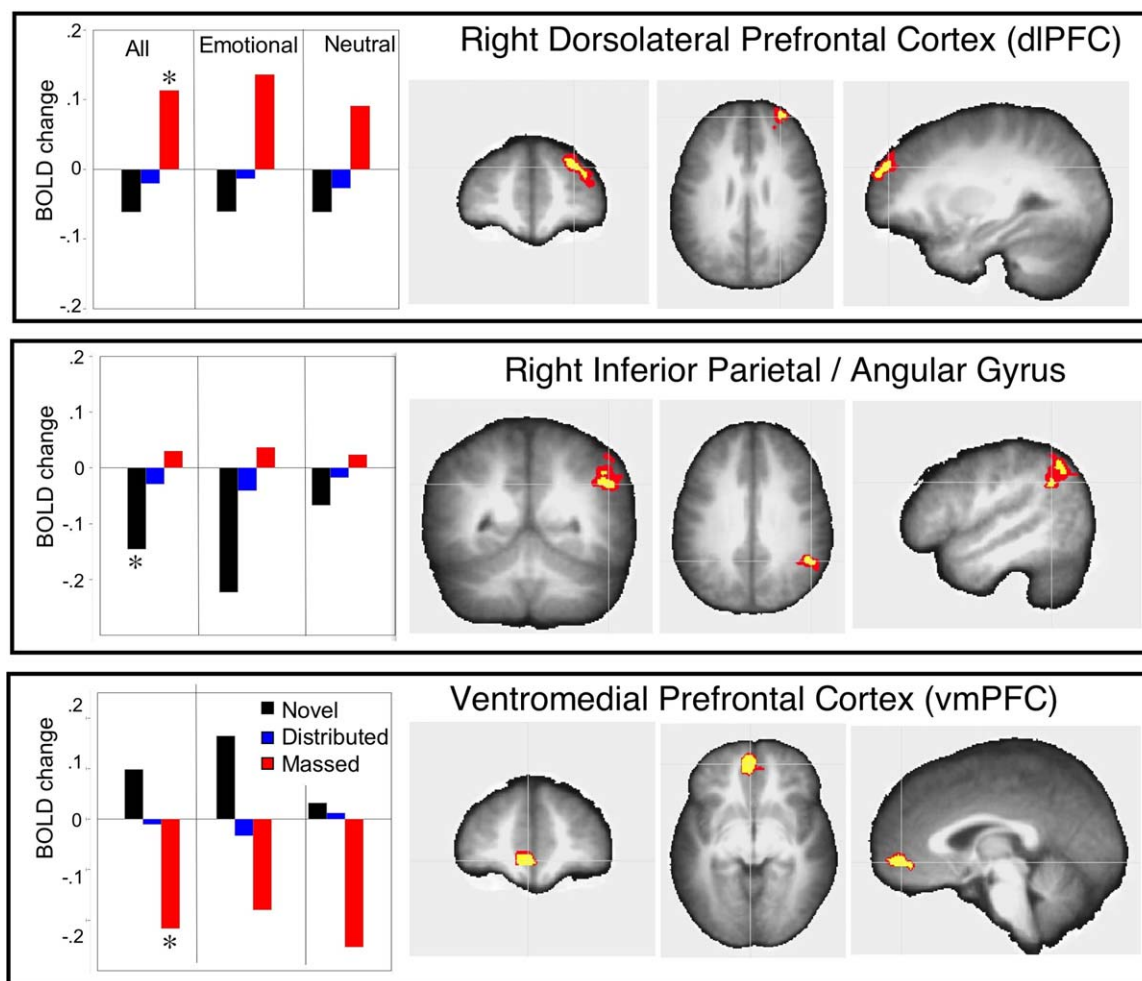 Right Dorsolateral Prefrontal Cortex (dlPFC)
All Emotional Neutral
.2
.1
0
-.1
-.2
BOLD change
*
Right Inferior Parietal / Angular Gyrus
.2
.1
0
-.1
-.2
BOLD change
*
Ventromedial Prefrontal Cortex (vmPFC)
.2
.1
0
-.1
-.2
BOLD change
Novel
Distributed
Massed
*